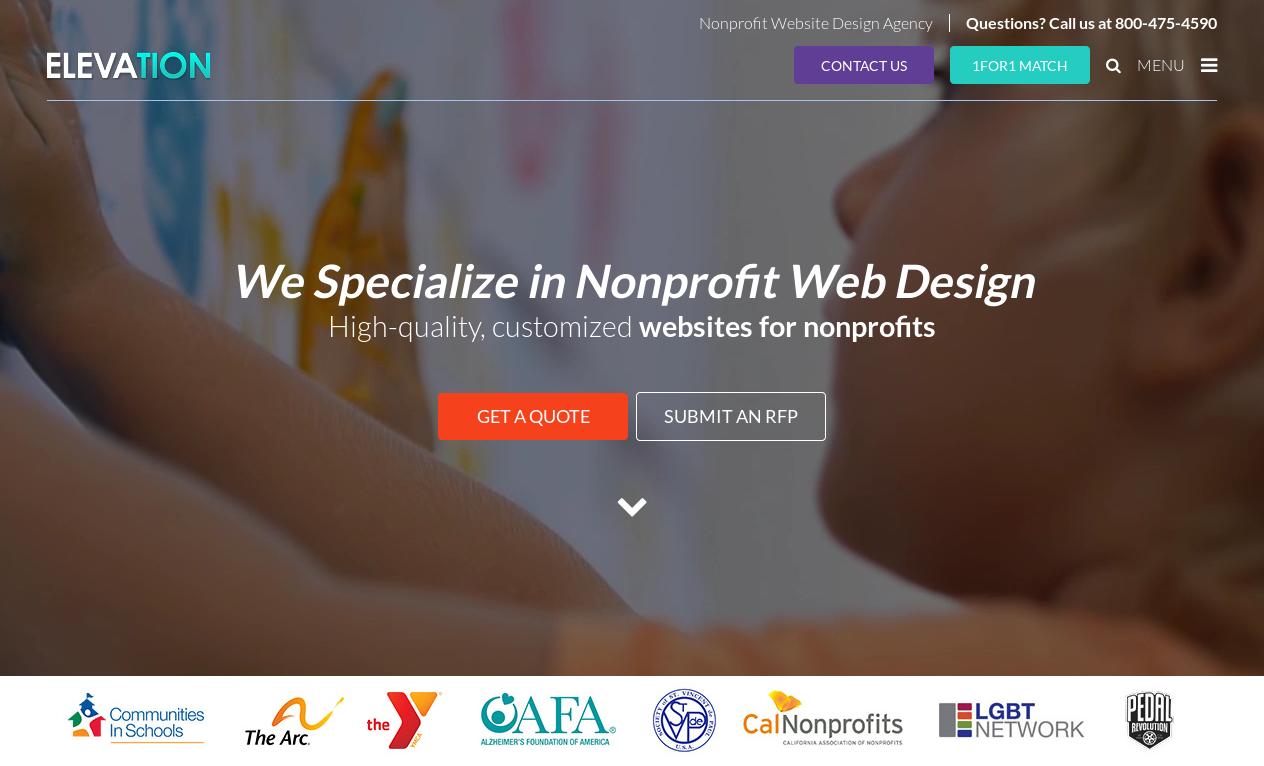 Nonprofit Website Design Agency
Questions? Call us at 800-475-4590
ELEVATION
CONTACT US
1FOR1 MATCH
MENU
We Specialize in Nonprofit Web Design
High-quality, customized websites for nonprofits
GET A QUOTE
SUBMIT AN RFP
Communities
In Schools
The Arc
the
YMCA
AFA
ALZHEIMER'S FOUNDATION OF AMERICA
SOCIETY of ST. VINCENT de PAUL
U.S.A.
CalNonprofits
CALIFORNIA ASSOCIATION OF NONPROFITS
LGBT
NETWORK
PEDAL
REVOLUTION